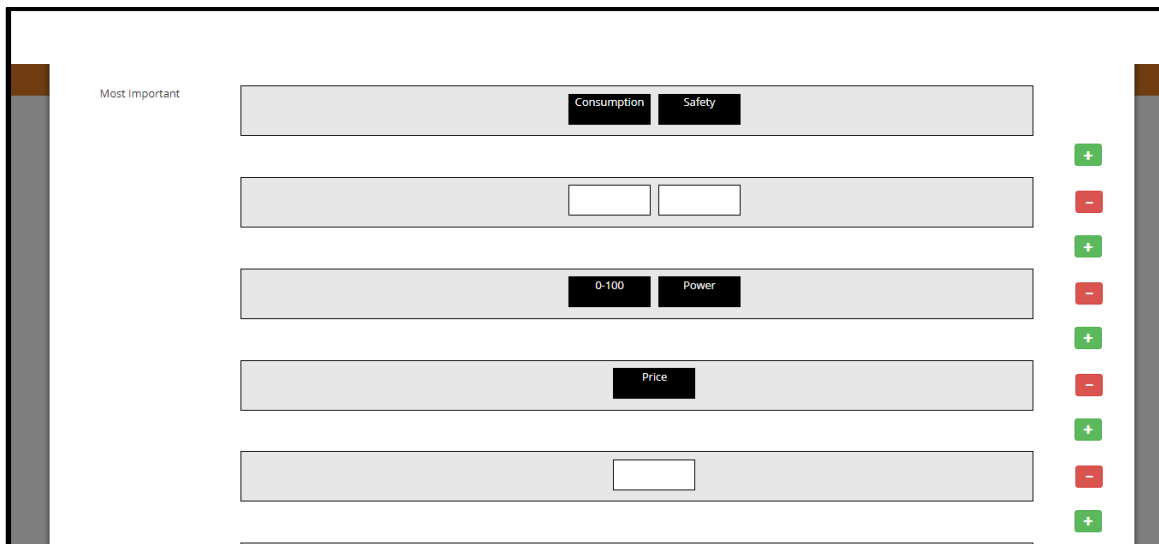 Most Important
Consumption Safety
+
-
+
0-100 Power
-
+
Price
-
+
-
+